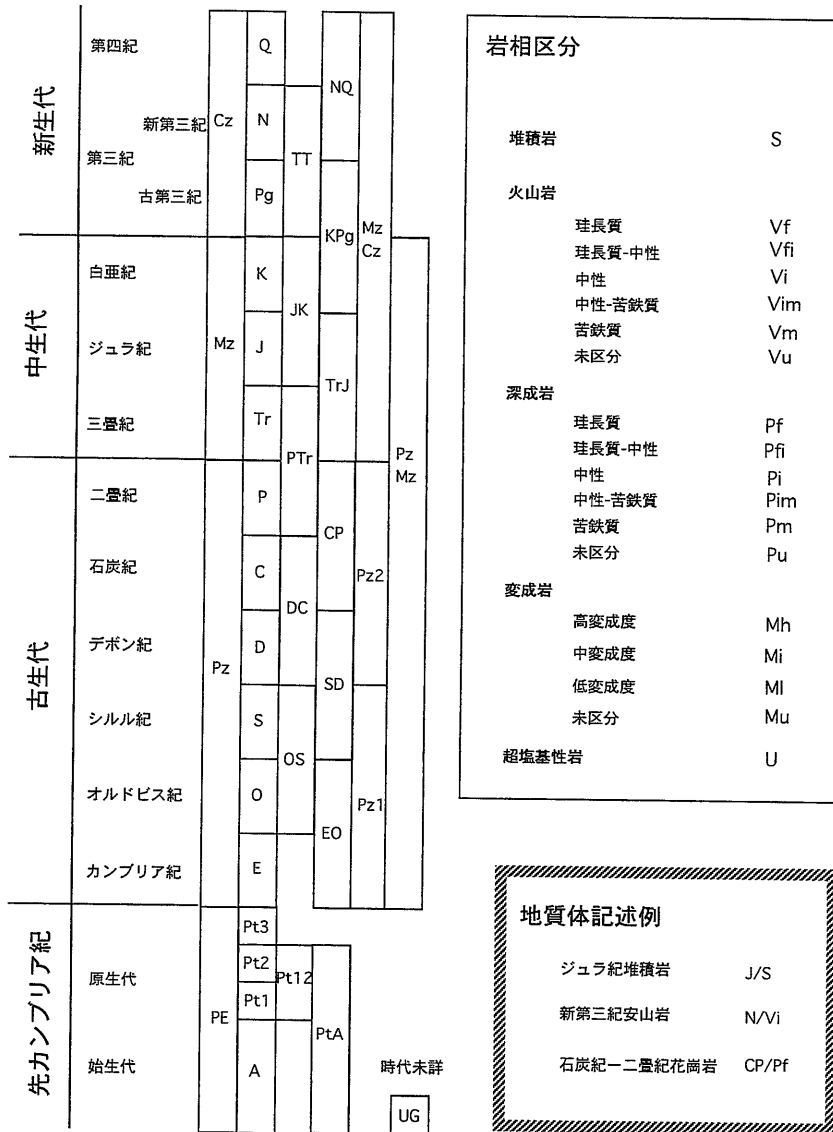 新生代
第四紀
新第三紀
第三紀
古第三紀
中生代
白亜紀
ジュラ紀
三畳紀
古生代
二畳紀
石炭紀
デボン紀
シルル紀
オルドビス紀
カンブリア紀
先カンブリア紀
原生代
始生代
Cz
Mz
Pz
PE
Q
N
Pg
K
J
Tr
P
C
D
S
O
E
Pt3
Pt2
Pt1
A
TT
JK
PTr
DC
OS
Pt12
NQ
KPg
TrJ
CP
SD
EO
PtA
Mz
Cz
Pz2
Pz1
Pz
Mz
時代未詳
UG
岩相区分
堆積岩 S
火山岩
珪長質 Vf
珪長質-中性 Vfi
中性 Vi
中性-苦鉄質 Vim
苦鉄質 Vm
未区分 Vu
深成岩
珪長質 Pf
珪長質-中性 Pfi
中性 Pi
中性-苦鉄質 Pim
苦鉄質 Pm
未区分 Pu
変成岩
高変成度 Mh
中変成度 Mi
低変成度 Ml
未区分 Mu
超塩基性岩 U
地質体記述例
ジュラ紀堆積岩 J/S
新第三紀安山岩 N/Vi
石炭紀ー二畳紀花崗岩 CP/Pf